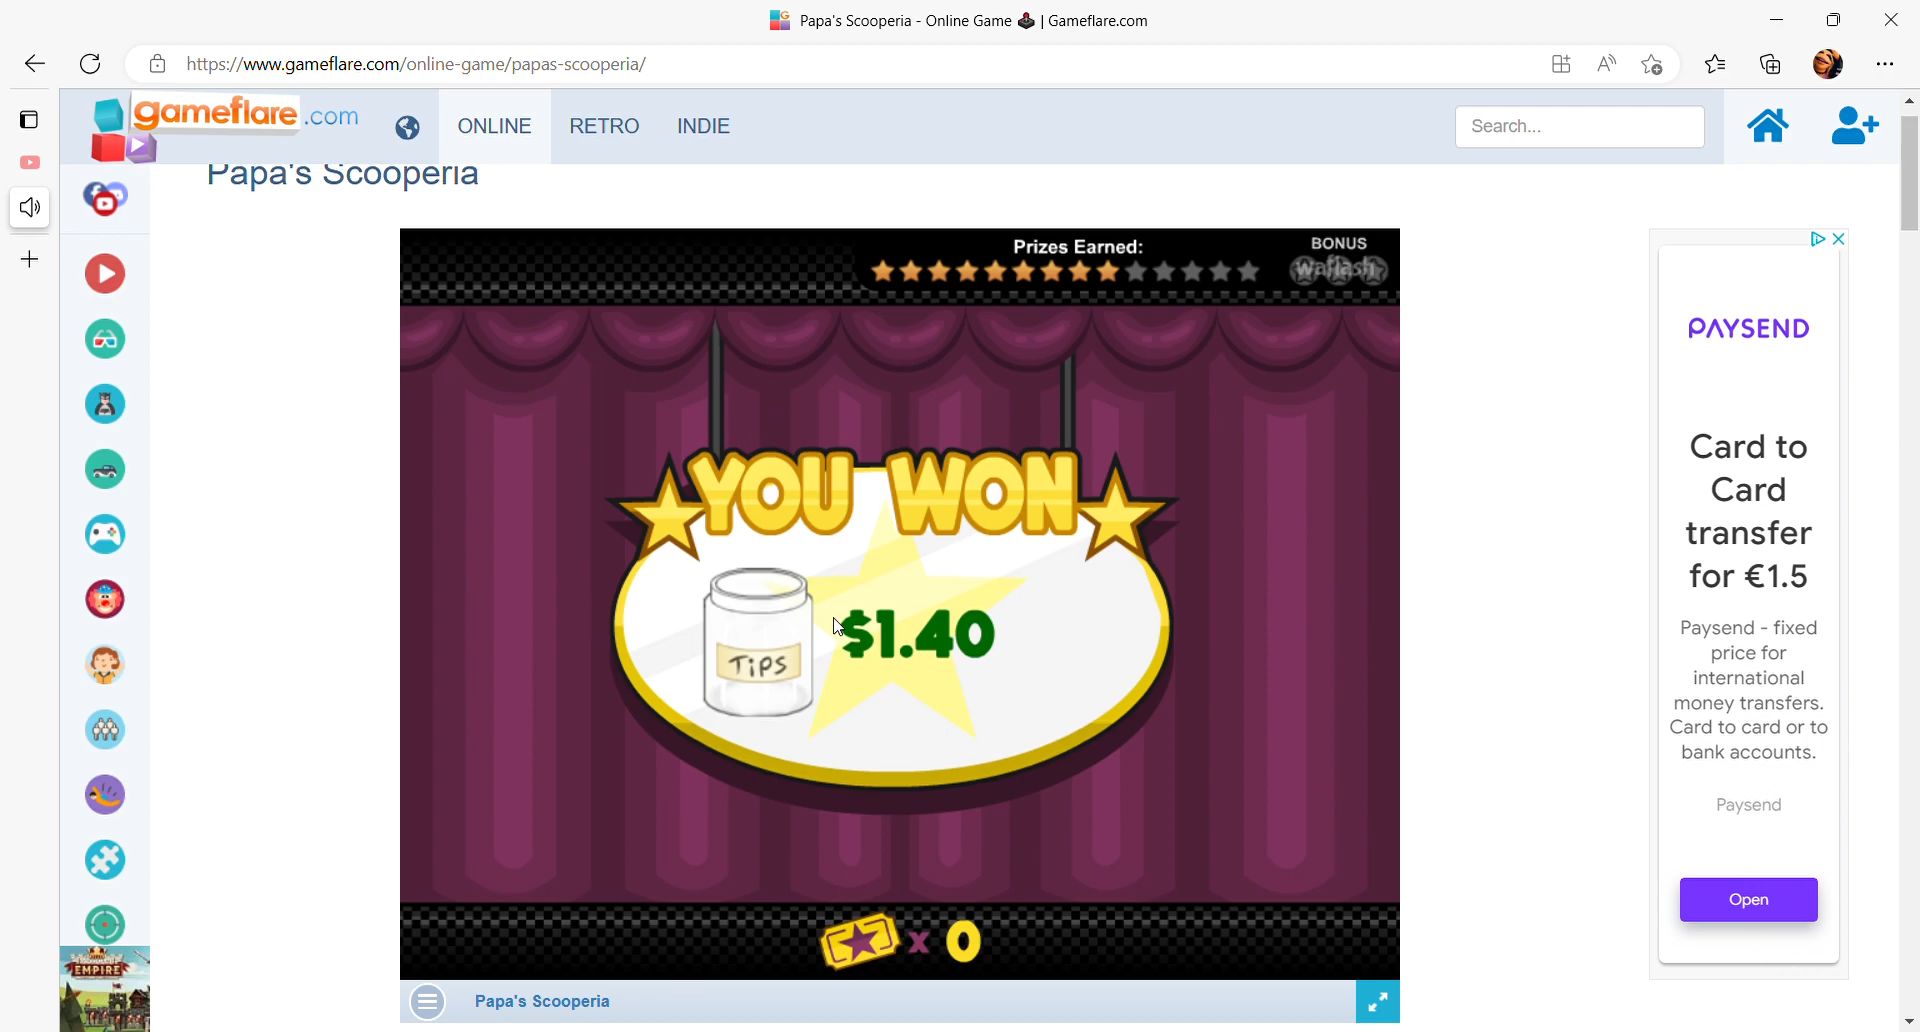 Papa's Scooperia - Online Game 🕹️ | Gameflare.com
https://www.gameflare.com/online-game/papas-scooperia/
gameflare.com
ONLINE
RETRO
INDIE
Search...
Papa's Scooperia
Prizes Earned:
BONUS
waflash
YOU WON
TiPS
$1.40
x 0
Papa's Scooperia
EMPIRE
PAYSEND
Card to
Card
transfer
for €1.5
Paysend - fixed
price for
international
money transfers.
Card to card or to
bank accounts.
Paysend
Open